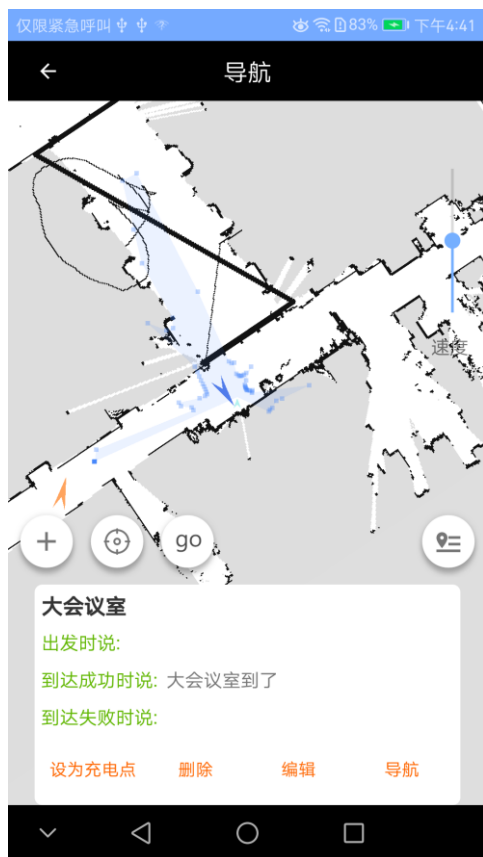 仅限紧急呼叫 83% 下午4:41
导航
速度
go
大会议室
出发时说:
到达成功时说: 大会议室到了
到达失败时说:
设为充电点 删除 编辑 导航